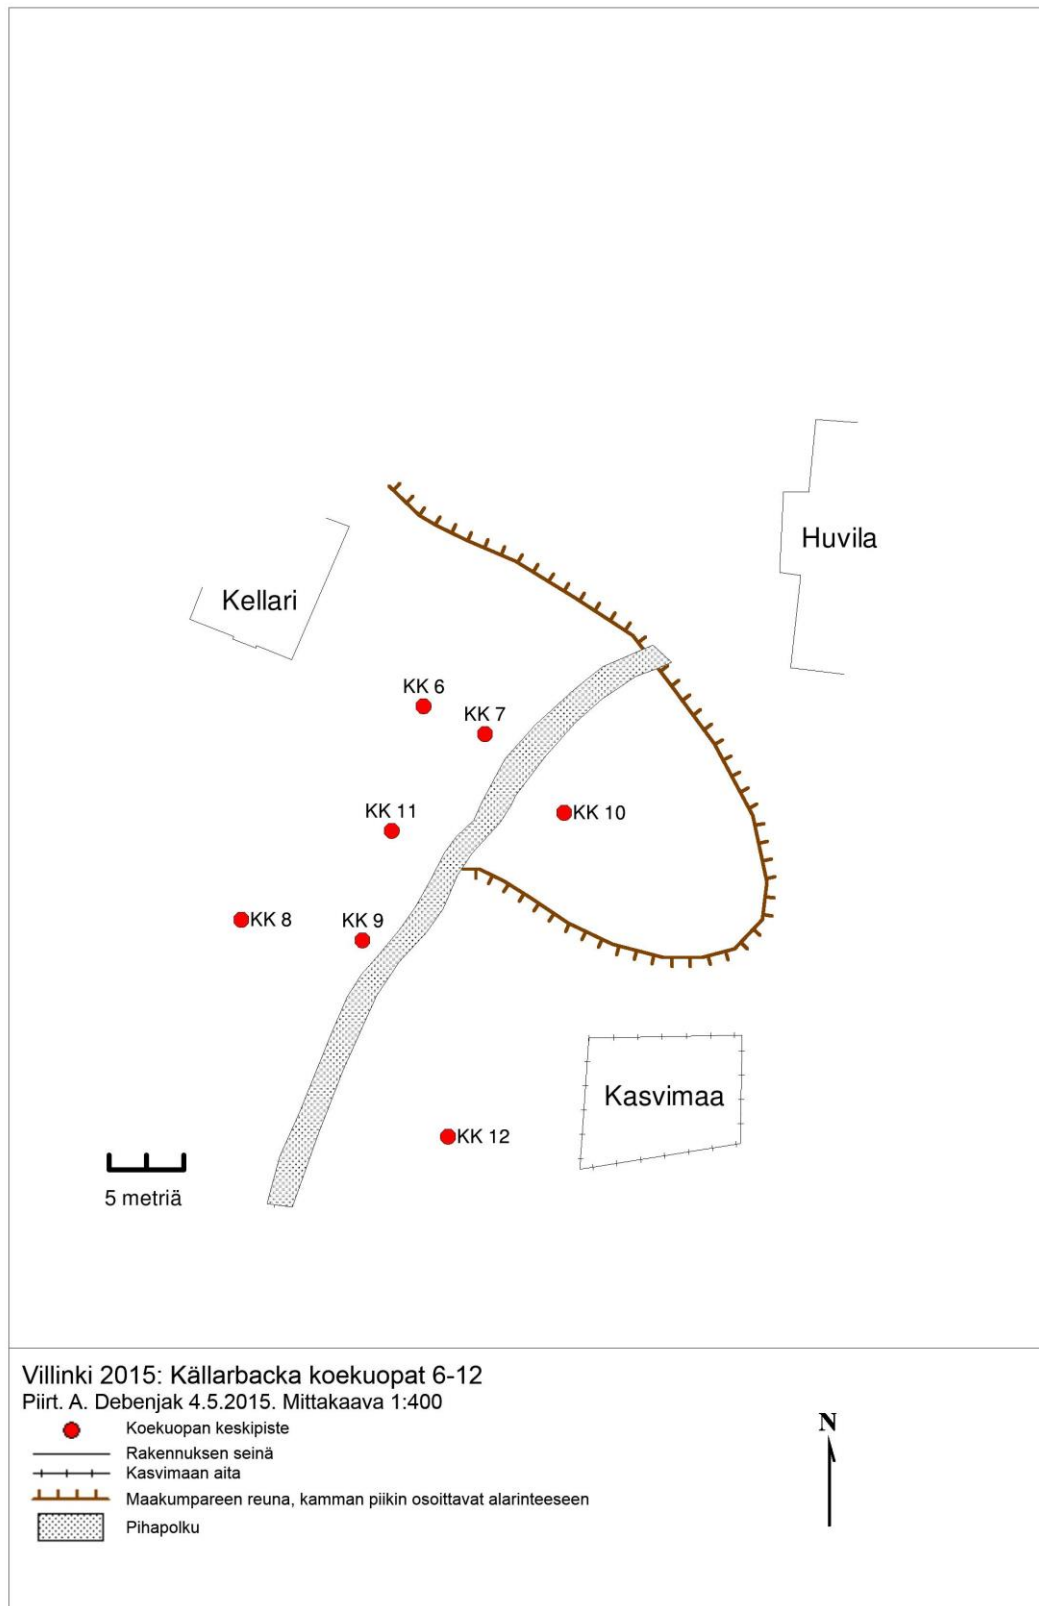 Huvila
Kellari
KK 6
KK 7
KK 11
KK 10
KK 8
KK 9
Kasvimaa
KK 12
5 metriä
Villinki 2015: Källarbacka koekuopat 6-12
Piirt. A. Debenjak 4.5.2015. Mittakaava 1:400
Koekuopan keskipiste
Rakennuksen seinä
Kasvimaan aita
Maakumpareen reuna, kamman piikin osoittavat alarinteeseen
Pihapolku
N